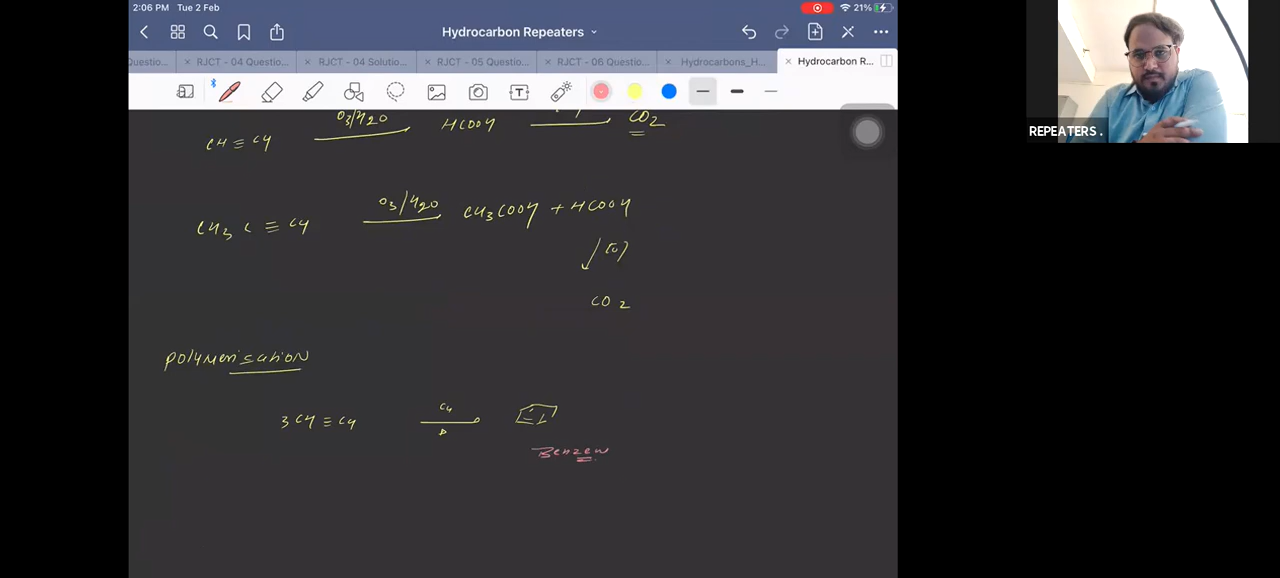 2:06 PM Tue 2 Feb 21%
Hydrocarbon Repeaters
Questio... RJCT - 04 Questio... RJCT - 04 Solutio... RJCT - 05 Questio... RJCT - 06 Questio... Hydrocarbons_H... Hydrocarbon R...
CH ≡ CH O3/H2O HCOOH CO2
CH3 C ≡ CH O3/H2O CH3COOH + HCOOH
[O]
CO2
Polymerisation
3 CH ≡ CH Cu Δ
Benzene
REPEATERS .